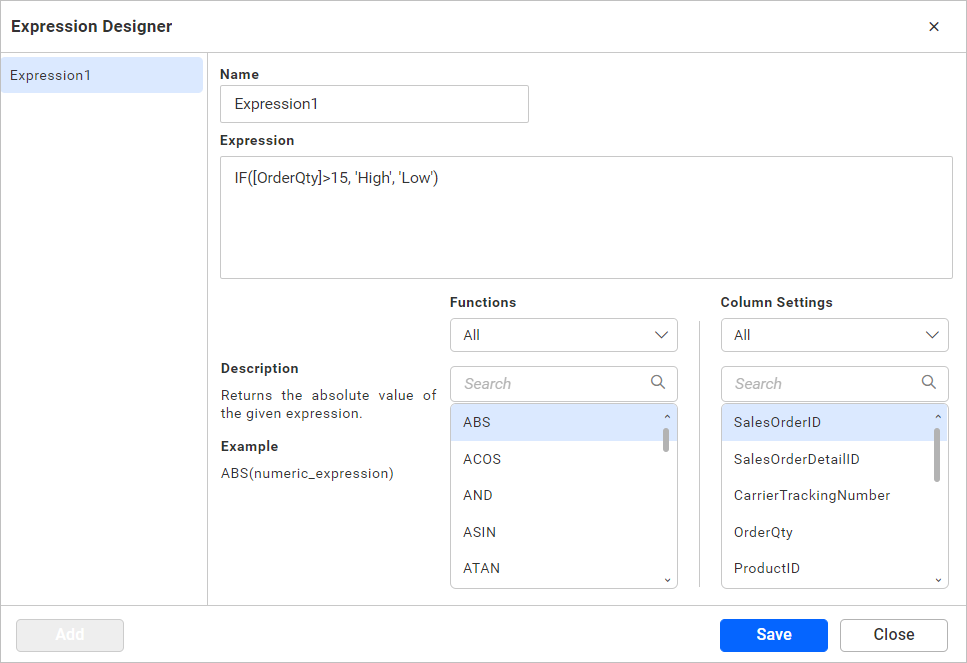 Expression Designer
Expression1
Name
Expression1
Expression
IF([OrderQty]>15, 'High', 'Low')
Functions
Column Settings
All
All
Description
Returns the absolute value of
the given expression.
Example
ABS(numeric_expression)
Search
ABS
ACOS
AND
ASIN
ATAN
Search
SalesOrderID
SalesOrderDetailID
CarrierTrackingNumber
OrderQty
ProductID
Add
Save
Close